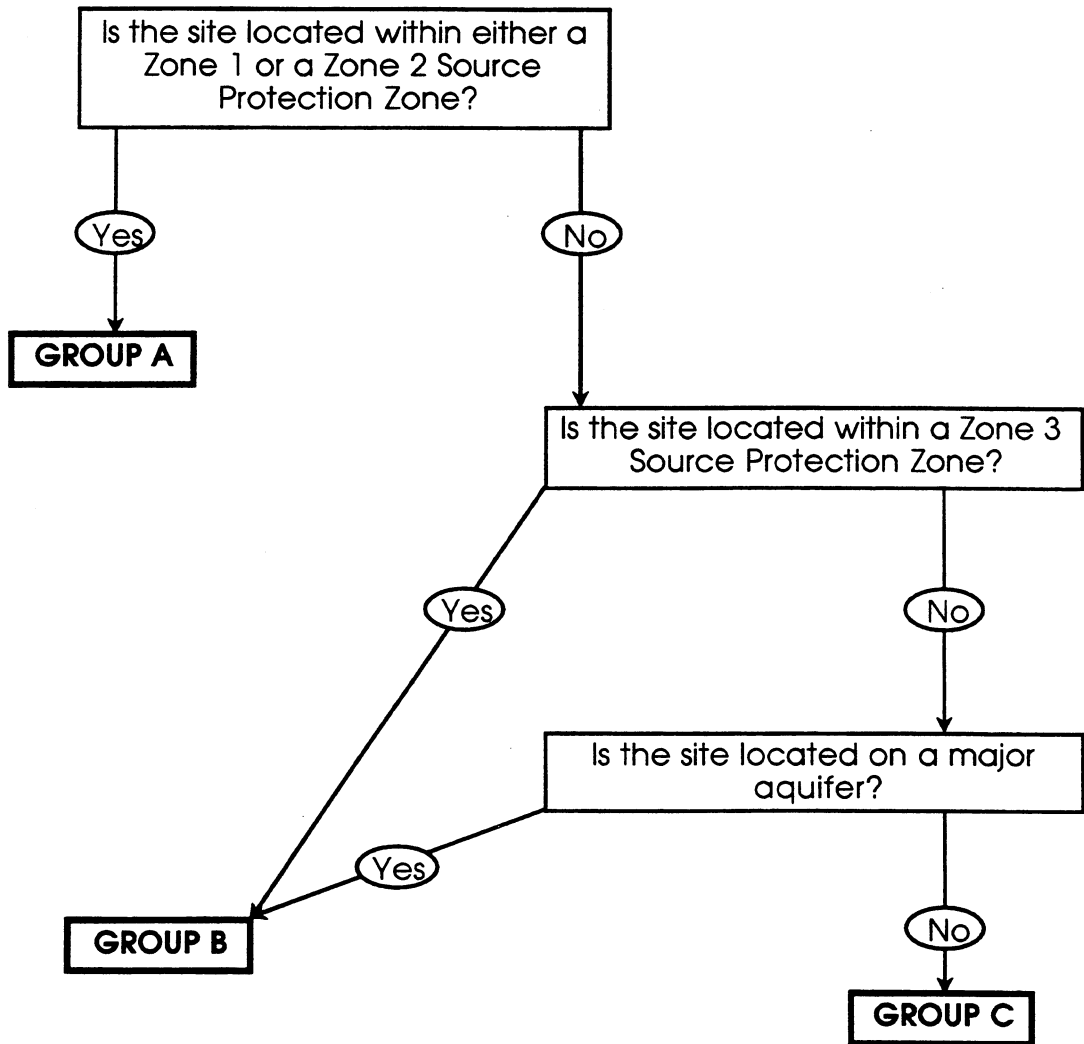 Is the site located within either a
Zone 1 or a Zone 2 Source
Protection Zone?
Yes
No
GROUP A
Is the site located within a Zone 3
Source Protection Zone?
Yes
No
Is the site located on a major
aquifer?
Yes
GROUP B
No
GROUP C